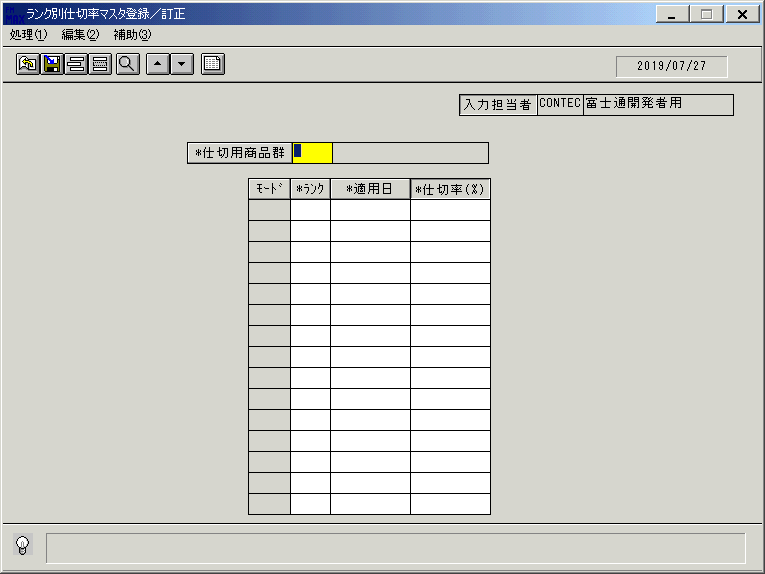 ランク別仕切率マスタ登録／訂正
処理(1) 編集(2) 補助(3)
2019/07/27
入力担当者 CONTEC 富士通開発者用
*仕切用商品群
ﾓｰﾄﾞ *ﾗﾝｸ *適用日 *仕切率(%)